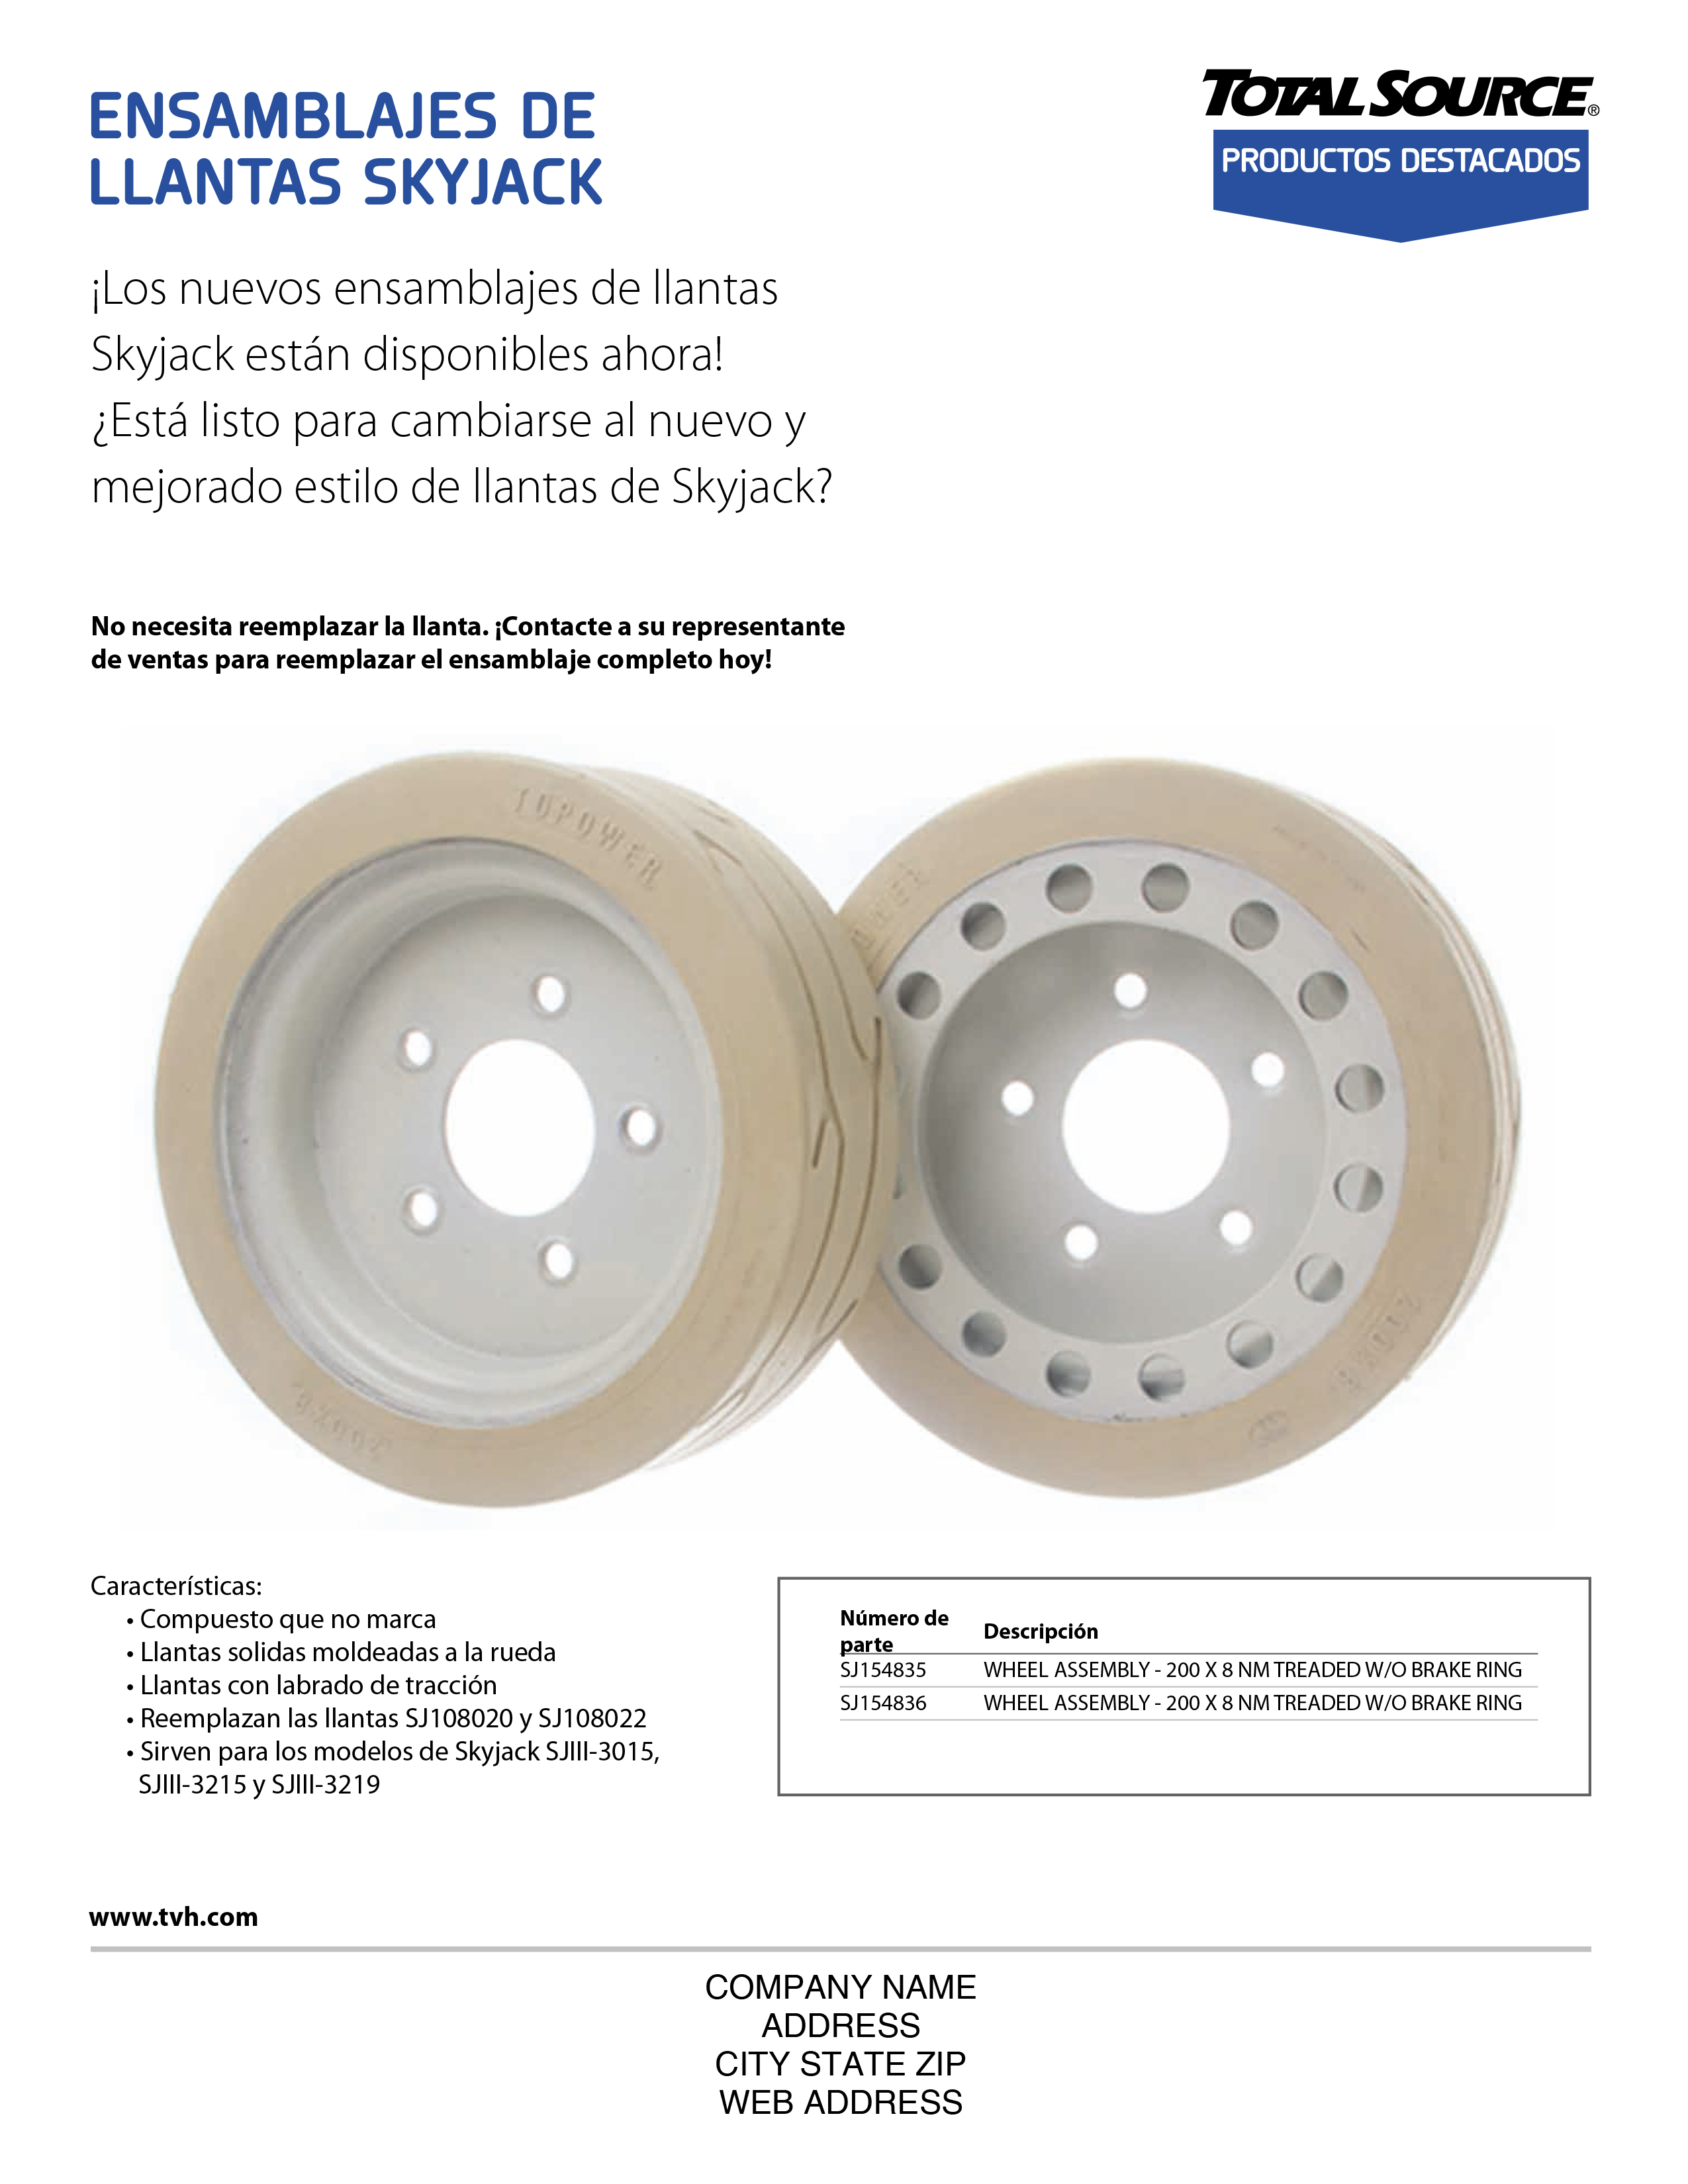 ENSAMBLAJES DE
LLANTAS SKYJACK
TOTALSOURCE®
PRODUCTOS DESTACADOS
¡Los nuevos ensamblajes de llantas
Skyjack están disponibles ahora!
¿Está listo para cambiarse al nuevo y
mejorado estilo de llantas de Skyjack?
No necesita reemplazar la llanta. ¡Contacte a su representante
de ventas para reemplazar el ensamblaje completo hoy!
TOPOWER
Características:
• Compuesto que no marca
• Llantas solidas moldeadas a la rueda
• Llantas con labrado de tracción
• Reemplazan las llantas SJ108020 y SJ108022
• Sirven para los modelos de Skyjack SJIII-3015,
SJIII-3215 y SJIII-3219
Número de
parte
Descripción
SJ154835 WHEEL ASSEMBLY - 200 X 8 NM TREADED W/O BRAKE RING
SJ154836 WHEEL ASSEMBLY - 200 X 8 NM TREADED W/O BRAKE RING
www.tvh.com
COMPANY NAME
ADDRESS
CITY STATE ZIP
WEB ADDRESS